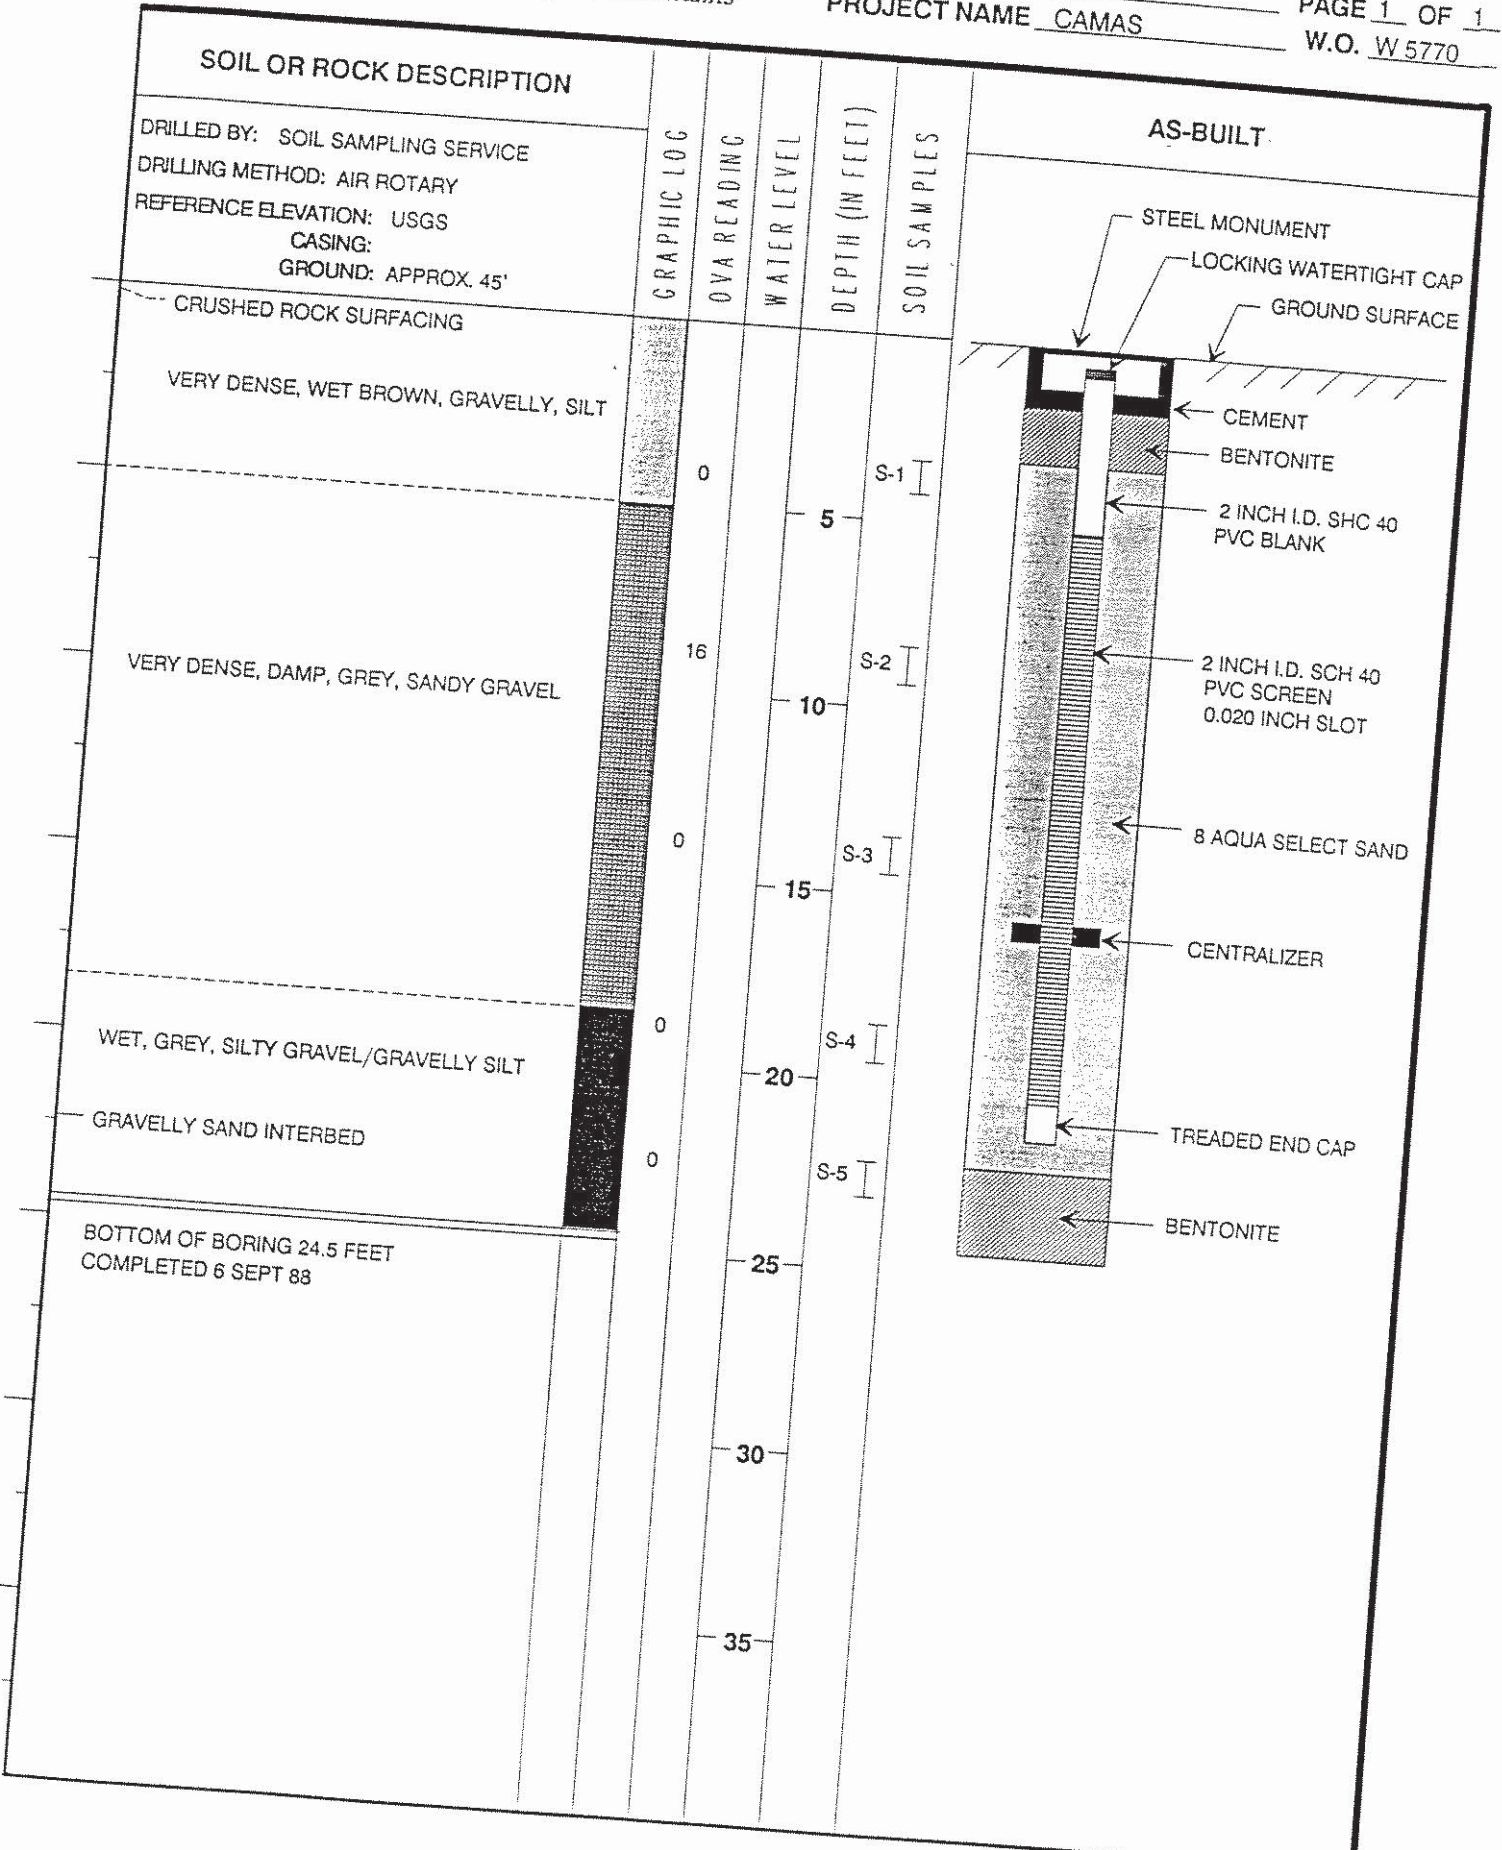 PROJECT NAME CAMAS
PAGE 1 OF 1
W.O. W 5770
SOIL OR ROCK DESCRIPTION
DRILLED BY: SOIL SAMPLING SERVICE
DRILLING METHOD: AIR ROTARY
REFERENCE ELEVATION: USGS
CASING:
GROUND: APPROX. 45'
GRAPHIC LOG
OVA READING
WATER LEVEL
DEPTH (IN FEET)
SOIL SAMPLES
AS-BUILT
STEEL MONUMENT
LOCKING WATERTIGHT CAP
GROUND SURFACE
CRUSHED ROCK SURFACING
VERY DENSE, WET BROWN, GRAVELLY, SILT
CEMENT
BENTONITE
0
S-1
5
2 INCH I.D. SHC 40
PVC BLANK
VERY DENSE, DAMP, GREY, SANDY GRAVEL
16
S-2
10
2 INCH I.D. SCH 40
PVC SCREEN
0.020 INCH SLOT
0
S-3
15
8 AQUA SELECT SAND
CENTRALIZER
WET, GREY, SILTY GRAVEL/GRAVELLY SILT
0
S-4
20
GRAVELLY SAND INTERBED
0
S-5
TREADED END CAP
BENTONITE
BOTTOM OF BORING 24.5 FEET
COMPLETED 6 SEPT 88
25
30
35